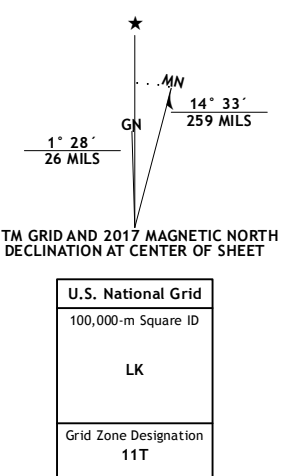 ★
MN
GN
14° 33´
259 MILS
1° 28´
26 MILS
TM GRID AND 2017 MAGNETIC NORTH
DECLINATION AT CENTER OF SHEET
U.S. National Grid
100,000-m Square ID
LK
Grid Zone Designation
11T